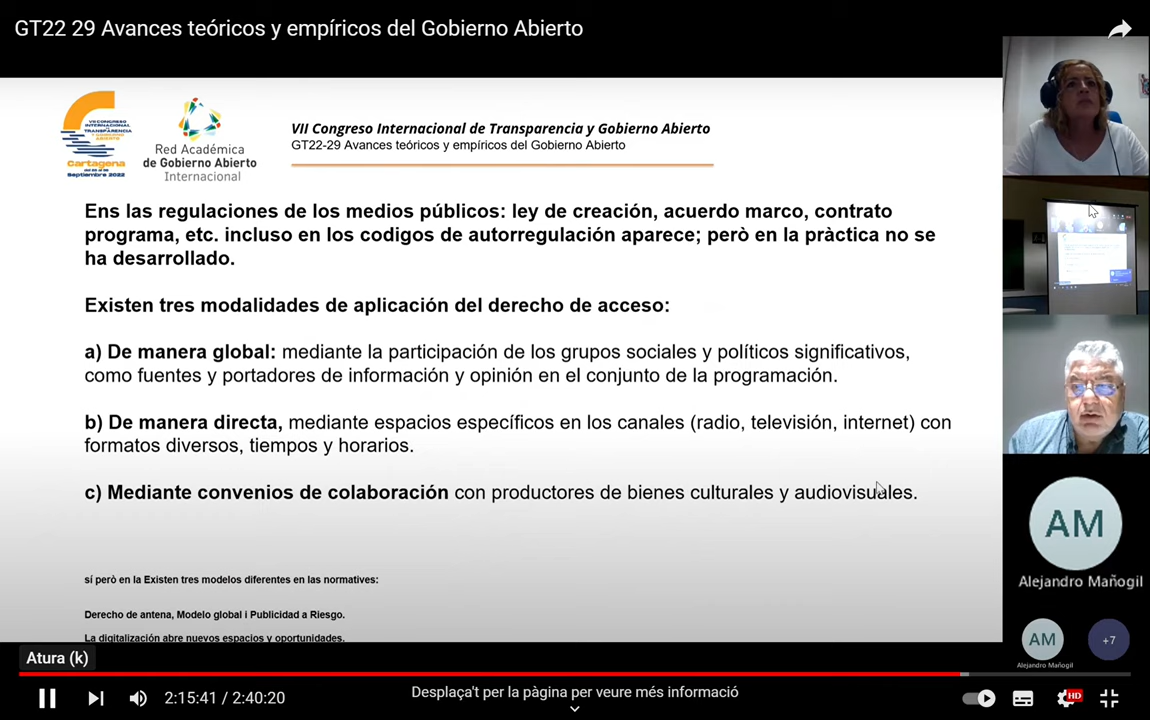 GT22 29 Avances teóricos y empíricos del Gobierno Abierto
VII CONGRESO
INTERNACIONAL
DE
TRANSPARENCIA
Cartagena
Septiembre 2022
Red Académica
de Gobierno Abierto
Internacional
VII Congreso Internacional de Transparencia y Gobierno Abierto
GT22-29 Avances teóricos y empíricos del Gobierno Abierto
Ens las regulaciones de los medios públicos: ley de creación, acuerdo marco, contrato
programa, etc. incluso en los codigos de autorregulación aparece; però en la pràctica no se
ha desarrollado.
Existen tres modalidades de aplicación del derecho de acceso:
a) De manera global: mediante la participación de los grupos sociales y políticos significativos,
como fuentes y portadores de información y opinión en el conjunto de la programación.
b) De manera directa, mediante espacios específicos en los canales (radio, televisión, internet) con
formatos diversos, tiempos y horarios.
c) Mediante convenios de colaboración con productores de bienes culturales y audiovisuales.
sí però en la Existen tres modelos diferentes en las normatives:
Derecho de antena, Modelo global i Publicidad a Riesgo.
La digitalización abre nuevos espacios y oportunidades.
AM
Alejandro Mañogil
AM
+7
Alejandro Mañogil
Atura (k)
2:15:41 / 2:40:20
Desplaça't per la pàgina per veure més informació
HD